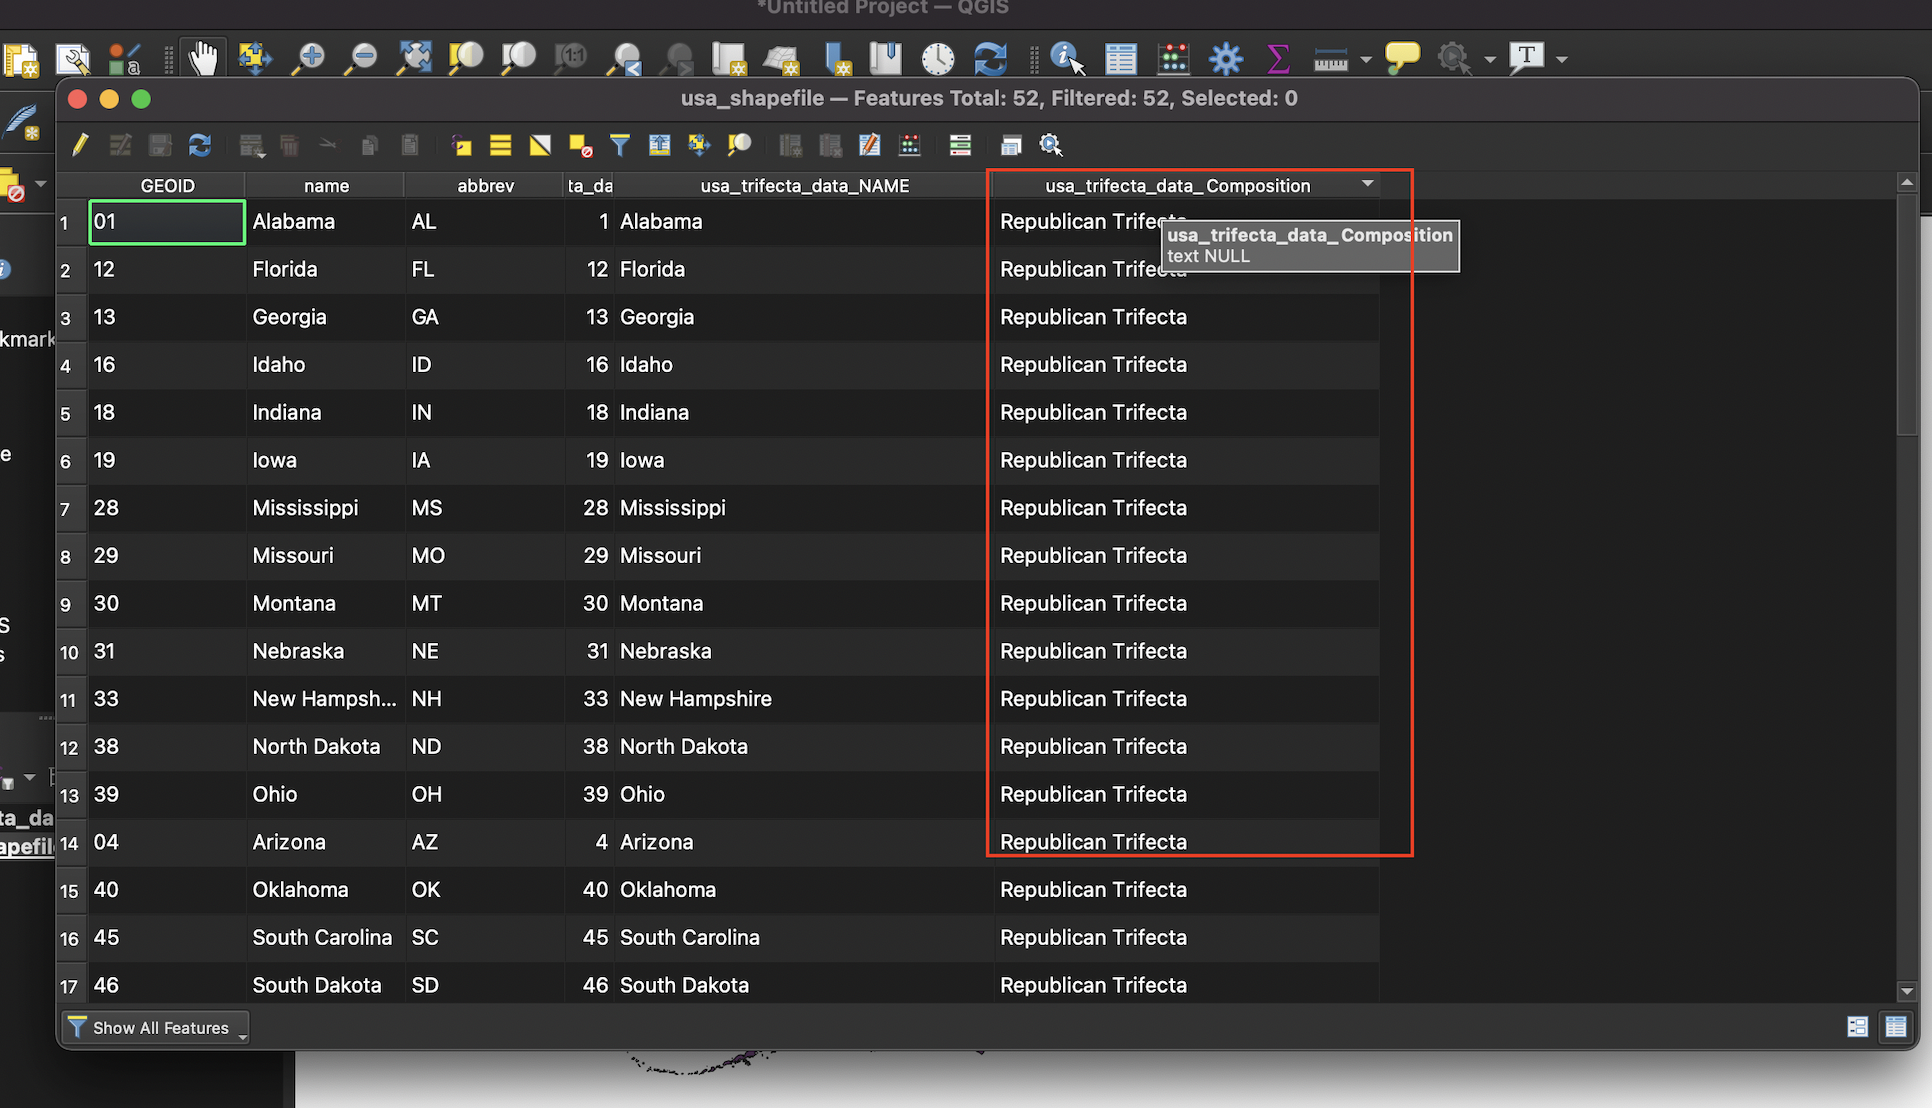 *Untitled Project — QGIS
usa_shapefile — Features Total: 52, Filtered: 52, Selected: 0
GEOID name abbrev ta_da usa_trifecta_data_NAME usa_trifecta_data_ Composition
1 01 Alabama AL 1 Alabama Republican Trifecta
usa_trifecta_data_ Composition
text NULL
2 12 Florida FL 12 Florida Republican Trifecta
3 13 Georgia GA 13 Georgia Republican Trifecta
4 16 Idaho ID 16 Idaho Republican Trifecta
5 18 Indiana IN 18 Indiana Republican Trifecta
6 19 Iowa IA 19 Iowa Republican Trifecta
7 28 Mississippi MS 28 Mississippi Republican Trifecta
8 29 Missouri MO 29 Missouri Republican Trifecta
9 30 Montana MT 30 Montana Republican Trifecta
10 31 Nebraska NE 31 Nebraska Republican Trifecta
11 33 New Hampsh... NH 33 New Hampshire Republican Trifecta
12 38 North Dakota ND 38 North Dakota Republican Trifecta
13 39 Ohio OH 39 Ohio Republican Trifecta
14 04 Arizona AZ 4 Arizona Republican Trifecta
15 40 Oklahoma OK 40 Oklahoma Republican Trifecta
16 45 South Carolina SC 45 South Carolina Republican Trifecta
17 46 South Dakota SD 46 South Dakota Republican Trifecta
Show All Features
kmark
e
S
s
ta_da
apefil